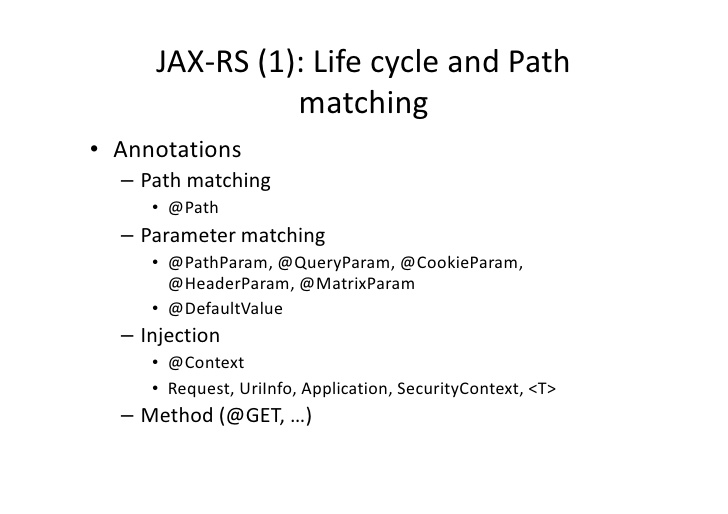 JAX-RS (1): Life cycle and Path
matching
• Annotations
– Path matching
• @Path
– Parameter matching
• @PathParam, @QueryParam, @CookieParam,
@HeaderParam, @MatrixParam
• @DefaultValue
– Injection
• @Context
• Request, UriInfo, Application, SecurityContext, <T>
– Method (@GET, …)